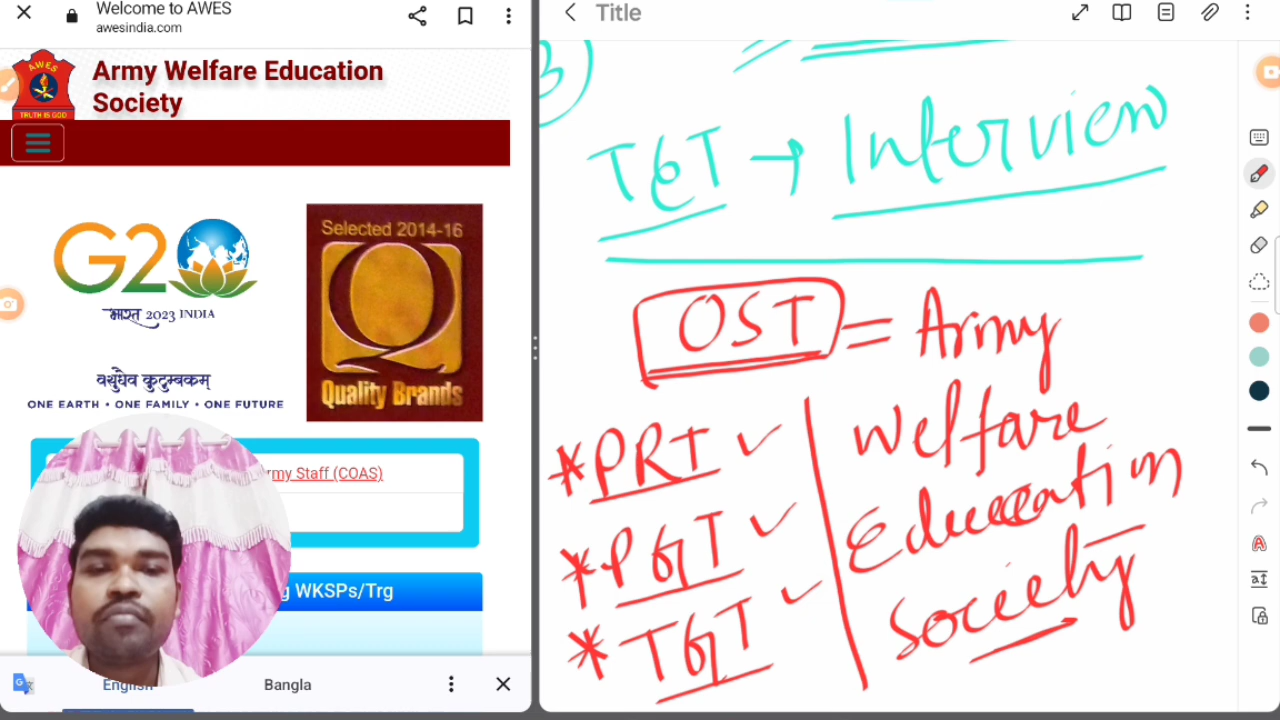 Welcome to AWES
awesindia.com
A W E S
TRUTH IS GOD
Army Welfare Education
Society
G20
भारत 2023 INDIA
वसुधैव कुटुम्बकम्
ONE EARTH • ONE FAMILY • ONE FUTURE
Selected 2014-16
Q
Quality Brands
my Staff (COAS)
g WKSPs/Trg
English
Bangla
Title
3
TGT → Interview
OST = Army
Welfare
Education
Society
* PRT ✓
* PGT ✓
* TGT ✓